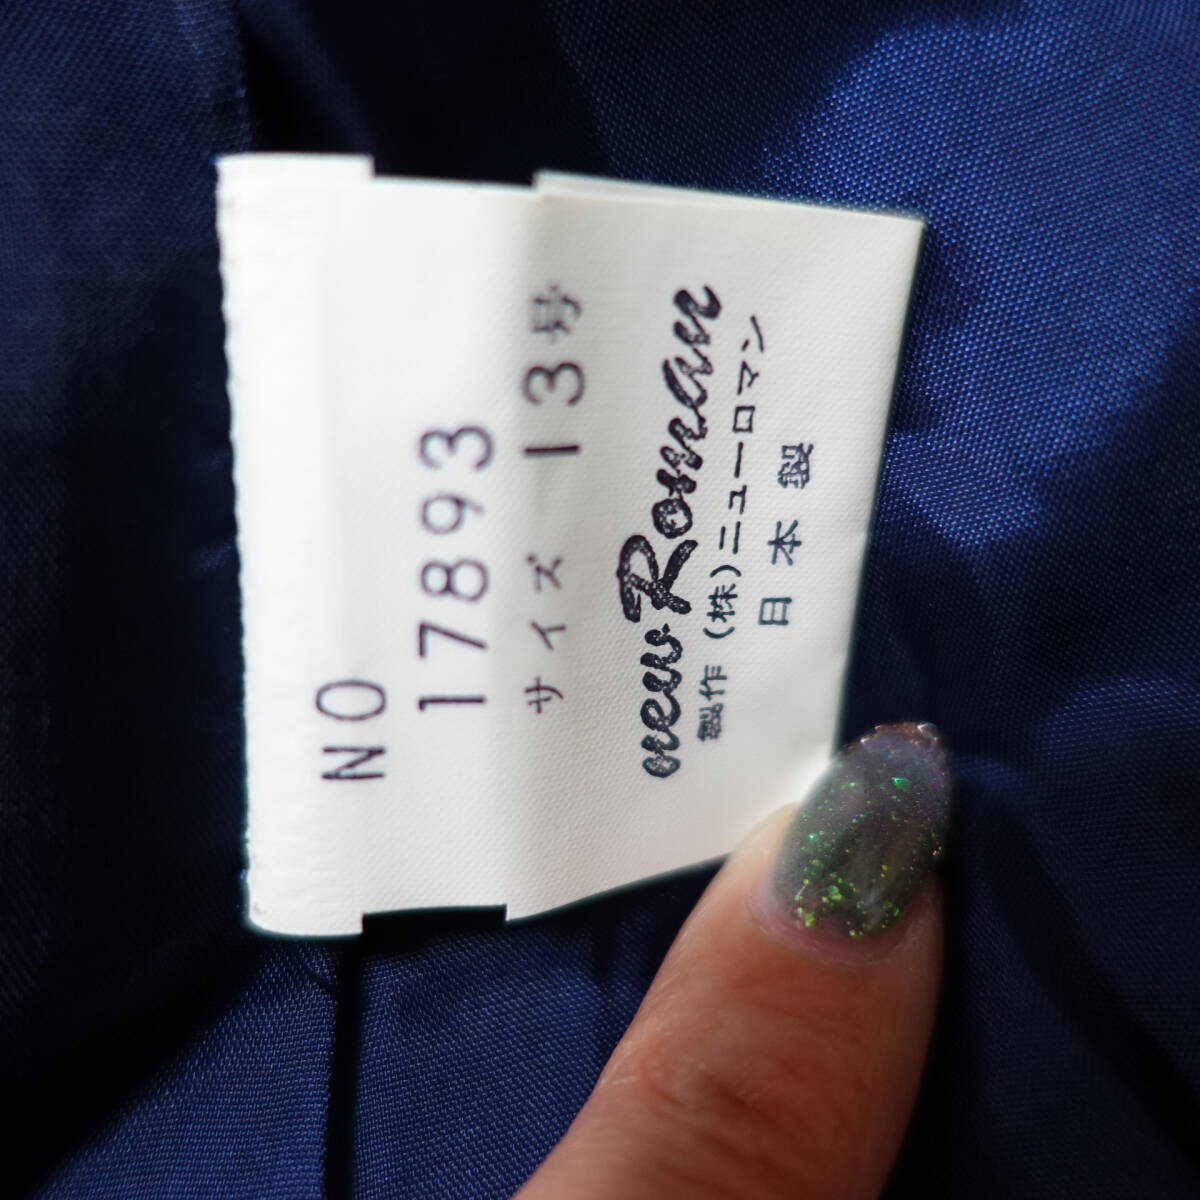 NO
17893
サイズ 13号
new Roman
製作 (株)ニューロマン
日本製